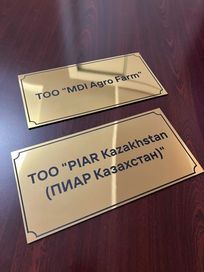 ТОО "MDI Agro Farm"
ТОО "PIAR Kazakhstan
(ПИАР Казахстан)"